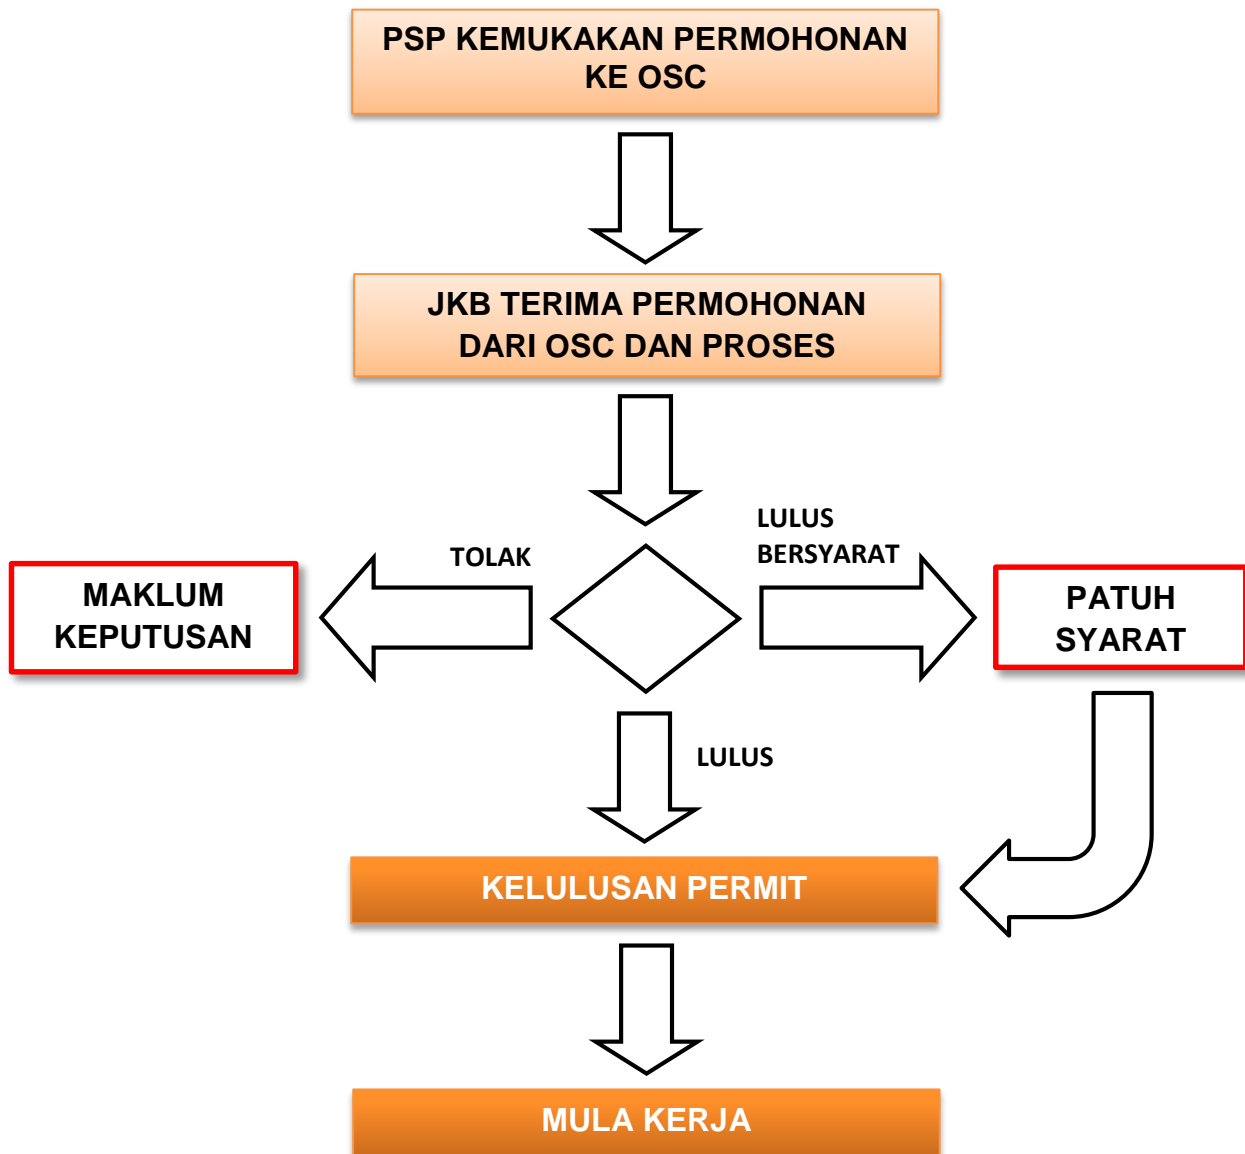 PSP KEMUKAKAN PERMOHONAN
KE OSC
JKB TERIMA PERMOHONAN
DARI OSC DAN PROSES
TOLAK
LULUS
BERSYARAT
MAKLUM
KEPUTUSAN
PATUH
SYARAT
LULUS
KELULUSAN PERMIT
MULA KERJA